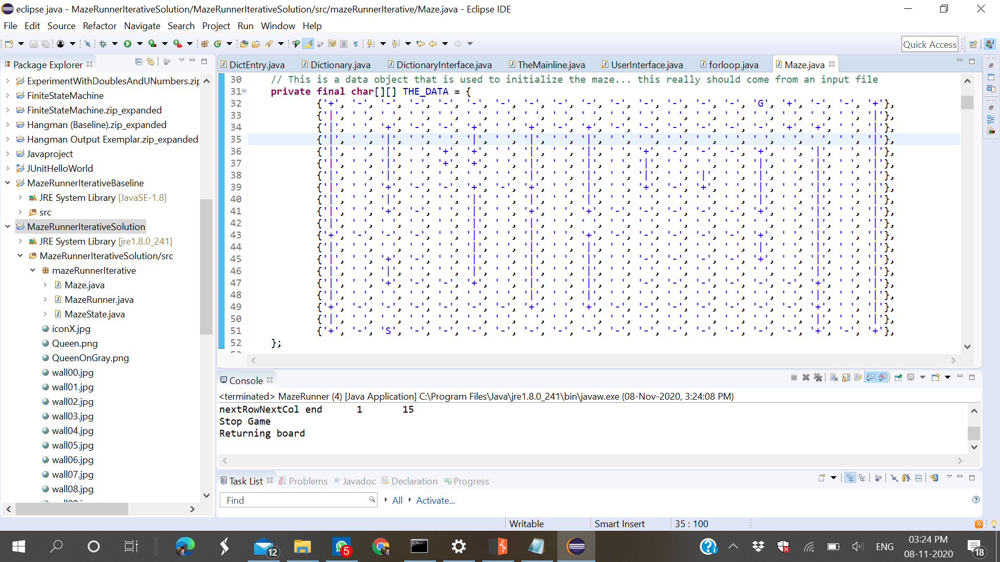 eclipse java - MazeRunnerIterativeSolution/MazeRunnerIterativeSolution/src/mazeRunnerIterative/Maze.java - Eclipse IDE
File Edit Source Refactor Navigate Search Project Run Window Help
Quick Access
Package Explorer
ExperimentWithDoublesAndUNumbers.zip
FiniteStateMachine
FiniteStateMachine.zip_expanded
Hangman (Baseline).zip_expanded
Hangman Output Exemplar.zip_expanded
Javaproject
JUnitHelloWorld
MazeRunnerIterativeBaseline
JRE System Library [JavaSE-1.8]
src
MazeRunnerIterativeSolution
JRE System Library [jre1.8.0_241]
MazeRunnerIterativeSolution/src
mazeRunnerIterative
Maze.java
MazeRunner.java
MazeState.java
iconX.jpg
Queen.png
QueenOnGray.png
wall00.jpg
wall01.jpg
wall02.jpg
wall03.jpg
wall04.jpg
wall05.jpg
wall06.jpg
wall07.jpg
wall08.jpg
DictEntry.java Dictionary.java DictionaryInterface.java TheMainline.java UserInterface.java forloop.java Maze.java
30 // This is a data object that is used to initialize the maze... this really should come from an input file
31 private final char[][] THE_DATA = {
32 {'+', '-', '-', '-', '-', '-', '-', '-', '-', '-', '-', '-', '-', '-', '-', 'G', '+', '-', '-', '+'},
33 {'|', ' ', ' ', ' ', ' ', ' ', ' ', ' ', ' ', ' ', ' ', ' ', ' ', ' ', ' ', ' ', ' ', ' ', ' ', '|'},
34 {'|', ' ', '+', '-', '-', '+', ' ', '+', '-', '+', '-', '-', '-', '-', '-', '-', '+', '+', ' ', '|'},
35 {'|', ' ', '|', ' ', ' ', '|', ' ', '|', ' ', '|', ' ', ' ', ' ', ' ', ' ', ' ', ' ', ' ', ' ', '|'},
36 {'|', ' ', '|', ' ', '+', '+', ' ', '|', ' ', '|', ' ', '+', '-', '-', '-', '+', ' ', '|', ' ', '|'},
37 {'|', ' ', '|', ' ', '+', '+', ' ', '|', ' ', '|', ' ', '|', ' ', ' ', ' ', '|', ' ', '|', ' ', '|'},
38 {'|', ' ', '|', ' ', ' ', ' ', ' ', '|', ' ', '|', ' ', '|', ' ', '|', ' ', '|', ' ', '|', ' ', '|'},
39 {'|', ' ', '+', '-', '-', '+', '-', '+', ' ', '|', ' ', '+', '-', '+', ' ', '|', ' ', '|', ' ', '|'},
40 {'|', ' ', '|', ' ', ' ', '|', ' ', '|', ' ', '|', ' ', ' ', ' ', ' ', ' ', '|', ' ', '|', ' ', '|'},
41 {'|', ' ', '+', '-', ' ', '|', ' ', '+', ' ', '+', '-', '-', '-', '-', '-', '+', ' ', '|', ' ', '|'},
42 {'|', ' ', ' ', ' ', ' ', '|', ' ', '|', ' ', ' ', ' ', ' ', ' ', ' ', ' ', ' ', ' ', '|', ' ', '|'},
43 {'+', '-', '-', '-', ' ', '|', ' ', '|', ' ', '+', '-', '-', '-', '-', '-', '+', ' ', '|', ' ', '|'},
44 {'|', ' ', ' ', ' ', ' ', '|', ' ', '|', ' ', '|', ' ', ' ', ' ', ' ', ' ', '|', ' ', '|', ' ', '|'},
45 {'|', ' ', '+', '-', ' ', '|', ' ', '|', ' ', '|', ' ', '-', '-', '-', '-', '+', ' ', '|', ' ', '|'},
46 {'|', ' ', '|', ' ', ' ', '|', ' ', '|', ' ', '|', ' ', ' ', ' ', ' ', ' ', ' ', ' ', '|', ' ', '|'},
47 {'|', ' ', '+', '-', '-', '+', ' ', '|', ' ', '|', ' ', '-', '-', '-', '-', '-', '-', '+', ' ', '|'},
48 {'|', ' ', ' ', ' ', ' ', ' ', ' ', '|', ' ', '|', ' ', ' ', ' ', ' ', ' ', ' ', ' ', '|', ' ', '|'},
49 {'+', '-', '-', '-', '-', '-', '-', '+', ' ', '+', '-', '-', '-', '-', '-', '-', '-', '+', ' ', '|'},
50 {'|', ' ', ' ', ' ', ' ', ' ', ' ', ' ', ' ', ' ', ' ', ' ', ' ', ' ', ' ', ' ', ' ', '|', ' ', '|'},
51 {'+', '-', 'S', '-', '-', '-', '-', '-', '-', '-', '-', '-', '-', '-', '-', '-', '-', '+', '-', '+'},
52 };
Console
<terminated> MazeRunner (4) [Java Application] C:\Program Files\Java\jre1.8.0_241\bin\javaw.exe (08-Nov-2020, 3:24:08 PM)
nextRowNextCol end 1 15
Stop Game
Returning board
Task List Problems @ Javadoc Declaration Progress
Find All Activate...
Writable Smart Insert 35 : 100
12 5 ENG 03:24 PM
08-11-2020 18